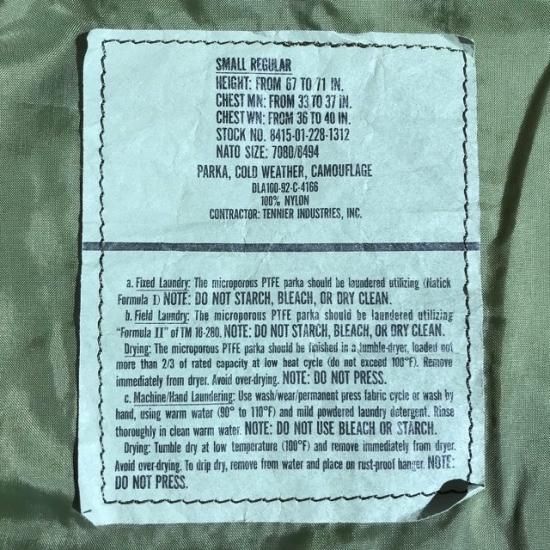 SMALL REGULAR
HEIGHT: FROM 67 TO 71 IN.
CHEST MN: FROM 33 TO 37 IN.
CHEST WN: FROM 36 TO 40 IN.
STOCK NO. 8415-01-228-1312
NATO SIZE: 7080/8494
PARKA, COLD WEATHER, CAMOUFLAGE
DLA100-92-C-4166
100% NYLON
CONTRACTOR: TENNIER INDUSTRIES, INC.
a. Fixed Laundry: The microporous PTFE parka should be laundered utilizing (Natick
Formula I) NOTE: DO NOT STARCH, BLEACH, OR DRY CLEAN.
b. Field Laundry: The microporous PTFE parka should be laundered utilizing
"Formula II" of TM 10-280. NOTE: DO NOT STARCH, BLEACH, OR DRY CLEAN.
Drying: The microporous PTFE parka should be finished in a tumble-dryer, loaded not
more than 2/3 of rated capacity at low heat cycle (do not exceed 100°F). Remove
immediately from dryer. Avoid over-drying. NOTE: DO NOT PRESS.
c. Machine/Hand Laundering: Use wash/wear/permanent press fabric cycle or wash by
hand, using warm water (90° to 110°F) and mild powdered laundry detergent. Rinse
thoroughly in clean warm water. NOTE: DO NOT USE BLEACH OR STARCH.
Drying: Tumble dry at low temperature (100°F) and remove immediately from dryer.
Avoid over-drying. To drip dry, remove from water and place on rust-proof hanger. NOTE:
DO NOT PRESS.